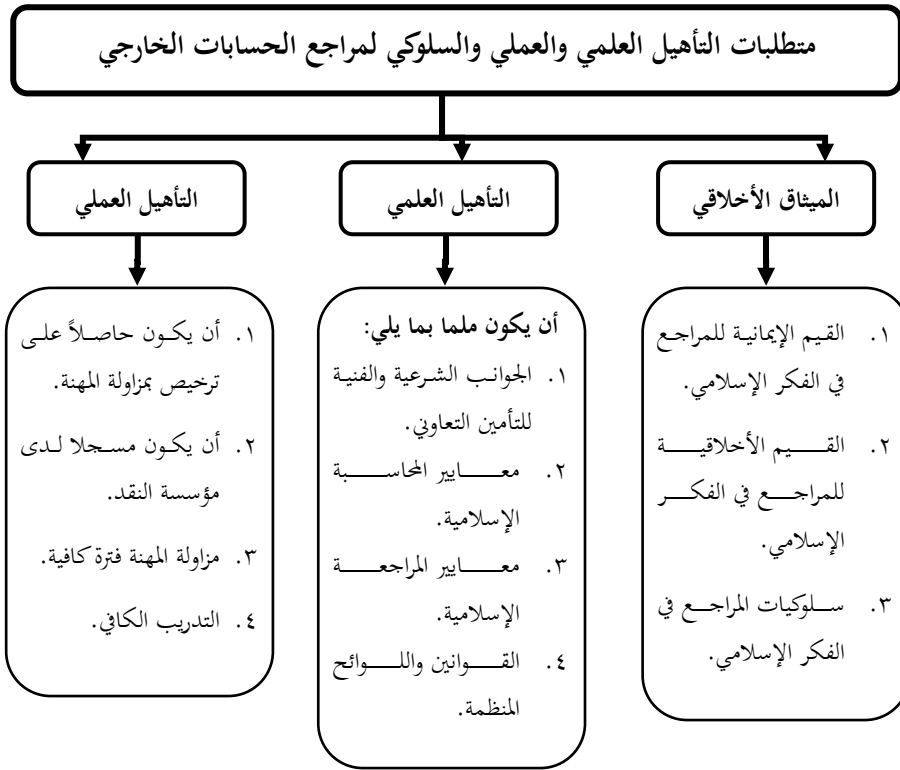 متطلبات التأهيل العلمي والعملي والسلوكي لمراجع الحسابات الخارجي
الميثاق الأخلاقي
التأهيل العلمي
التأهيل العملي
١. القيم الإيمانية للمراجع
في الفكر الإسلامي.
٢. القيم الأخلاقية
للمراجع في الفكر
الإسلامي.
٣. سلوكيات المراجع في
الفكر الإسلامي.
أن يكون ملما بما يلي:
١. الجوانب الشرعية والفنية
للتأمين التعاوني.
٢. معايير المحاسبة
الإسلامية.
٣. معايير المراجعة
الإسلامية.
٤. القوانين واللوائح
المنظمة.
١. أن يكون حاصلاً على
ترخيص بمزاولة المهنة.
٢. أن يكون مسجلا لدى
مؤسسة النقد.
٣. مزاولة المهنة فترة كافية.
٤. التدريب الكافي.